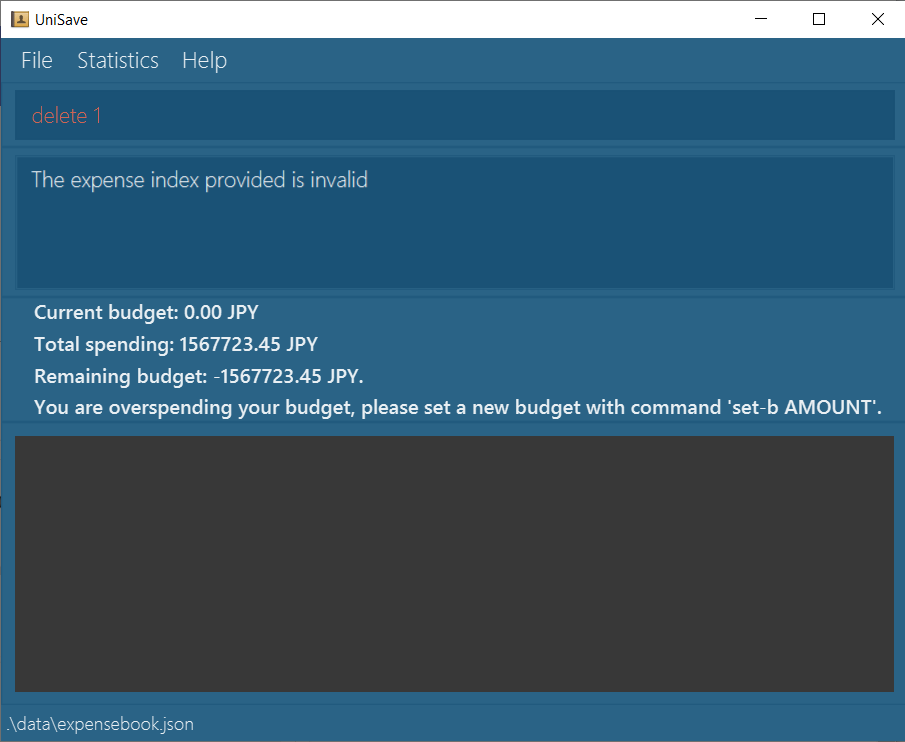 UniSave
File Statistics Help
delete 1
The expense index provided is invalid
Current budget: 0.00 JPY
Total spending: 1567723.45 JPY
Remaining budget: -1567723.45 JPY.
You are overspending your budget, please set a new budget with command 'set-b AMOUNT'.
.\data\expensebook.json